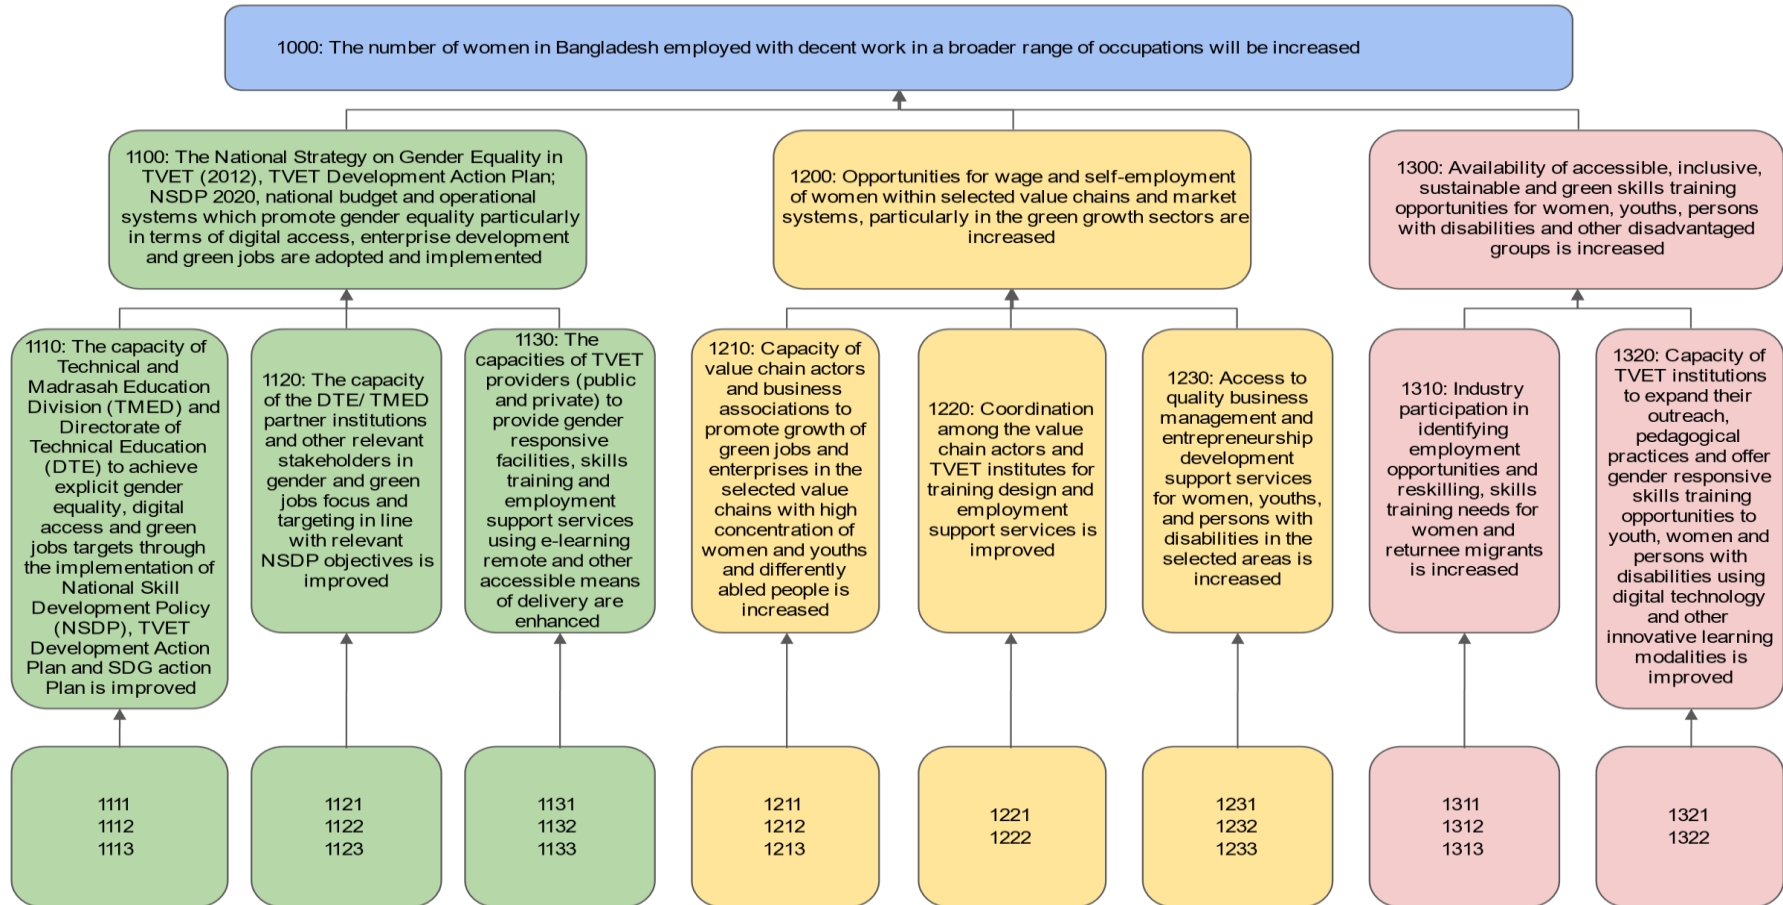 1000: The number of women in Bangladesh employed with decent work in a broader range of occupations will be increased
1100: The National Strategy on Gender Equality in
TVET (2012), TVET Development Action Plan;
NSDP 2020, national budget and operational
systems which promote gender equality particularly
in terms of digital access, enterprise development
and green jobs are adopted and implemented
1200: Opportunities for wage and self-employment
of women within selected value chains and market
systems, particularly in the green growth sectors are
increased
1300: Availability of accessible, inclusive,
sustainable and green skills training
opportunities for women, youths, persons
with disabilities and other disadvantaged
groups is increased
1110: The capacity of
Technical and
Madrasah Education
Division (TMED) and
Directorate of
Technical Education
(DTE) to achieve
explicit gender
equality, digital
access and green
jobs targets through
the implementation of
National Skill
Development Policy
(NSDP), TVET
Development Action
Plan and SDG action
Plan is improved
1120: The capacity
of the DTE/ TMED
partner institutions
and other relevant
stakeholders in
gender and green
jobs focus and
targeting in line
with relevant
NSDP objectives is
improved
1130: The
capacities of TVET
providers (public
and private) to
provide gender
responsive
facilities, skills
training and
employment
support services
using e-learning
remote and other
accessible means
of delivery are
enhanced
1210: Capacity of
value chain actors
and business
associations to
promote growth of
green jobs and
enterprises in the
selected value
chains with high
concentration of
women and youths
and differently
abled people is
increased
1220: Coordination
among the value
chain actors and
TVET institutes for
training design and
employment
support services is
improved
1230: Access to
quality business
management and
entrepreneurship
development
support services
for women, youths,
and persons with
disabilities in the
selected areas is
increased
1310: Industry
participation in
identifying
employment
opportunities and
reskilling, skills
training needs for
women and
returnee migrants
is increased
1320: Capacity of
TVET institutions
to expand their
outreach,
pedagogical
practices and offer
gender responsive
skills training
opportunities to
youth, women and
persons with
disabilities using
digital technology
and other
innovative learning
modalities is
improved
1111
1112
1113
1121
1122
1123
1131
1132
1133
1211
1212
1213
1221
1222
1231
1232
1233
1311
1312
1313
1321
1322